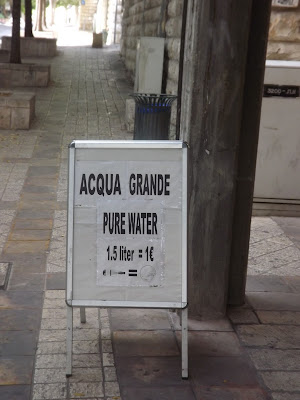 ACQUA GRANDE
PURE WATER
1.5 liter = 1€
=